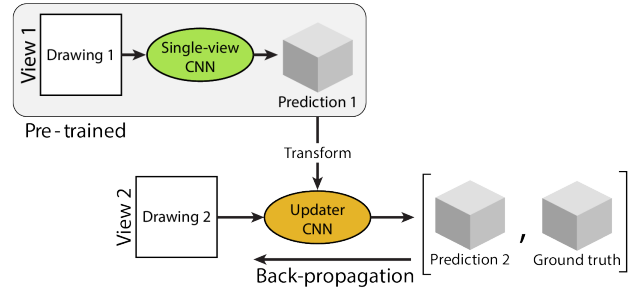 View 1
Drawing 1
Single-view
CNN
Prediction 1
Pre-trained
Transform
View 2
Drawing 2
Updater
CNN
Prediction 2
,
Ground truth
Back-propagation